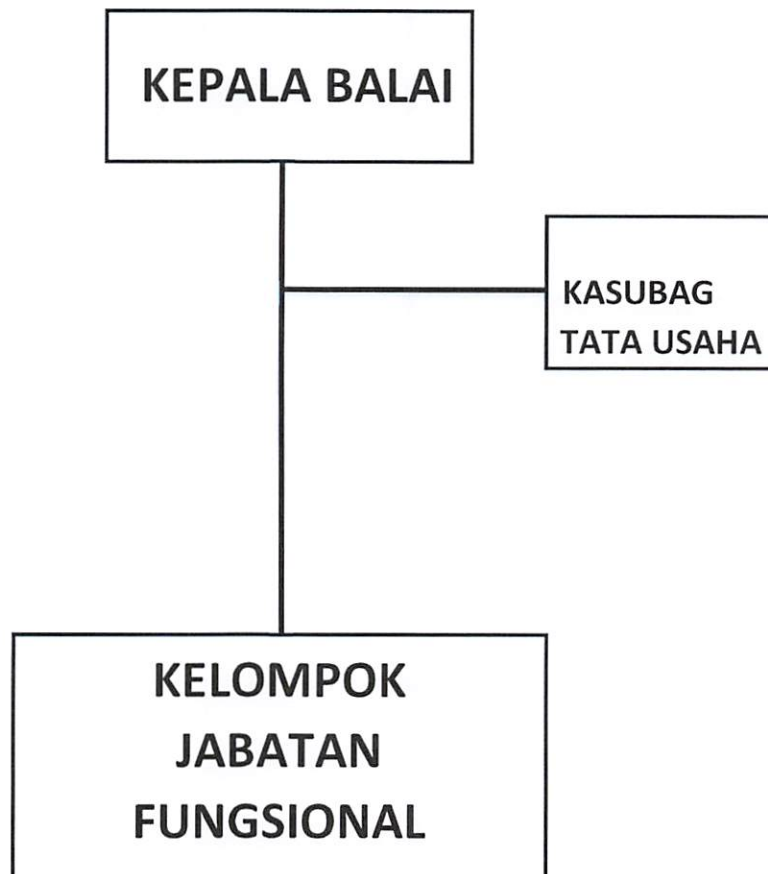 KEPALA BALAI
KASUBAG
TATA USAHA
KELOMPOK
JABATAN
FUNGSIONAL